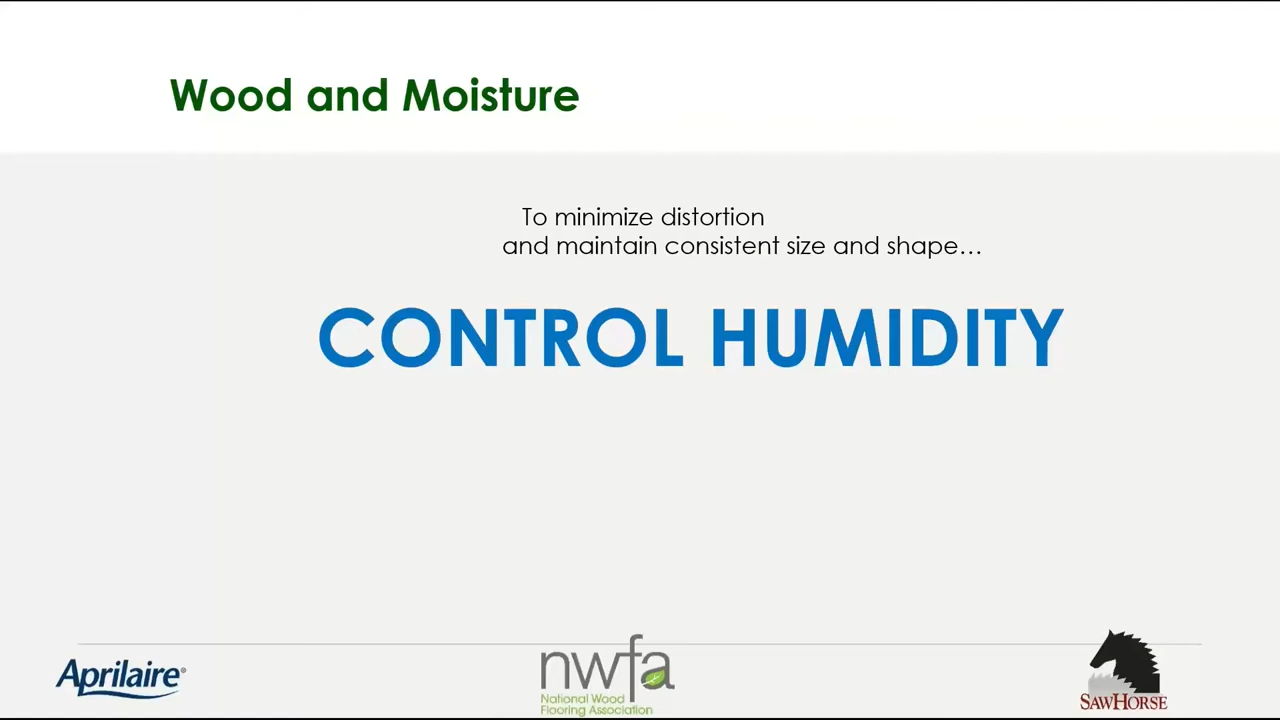 Wood and Moisture
To minimize distortion
and maintain consistent size and shape…
CONTROL HUMIDITY
Aprilaire®
nwfa
National Wood
Flooring Association
SAWHORSE